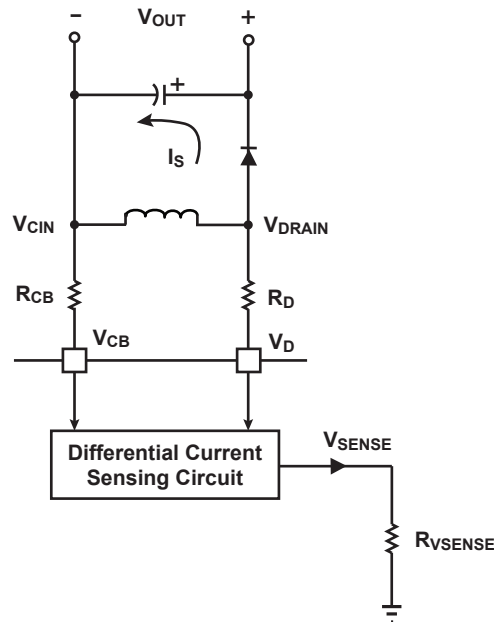 - VOUT +
+
IS
VCIN VDRAIN
RCB RD
VCB VD
Differential Current
Sensing Circuit
VSENSE
RVSENSE